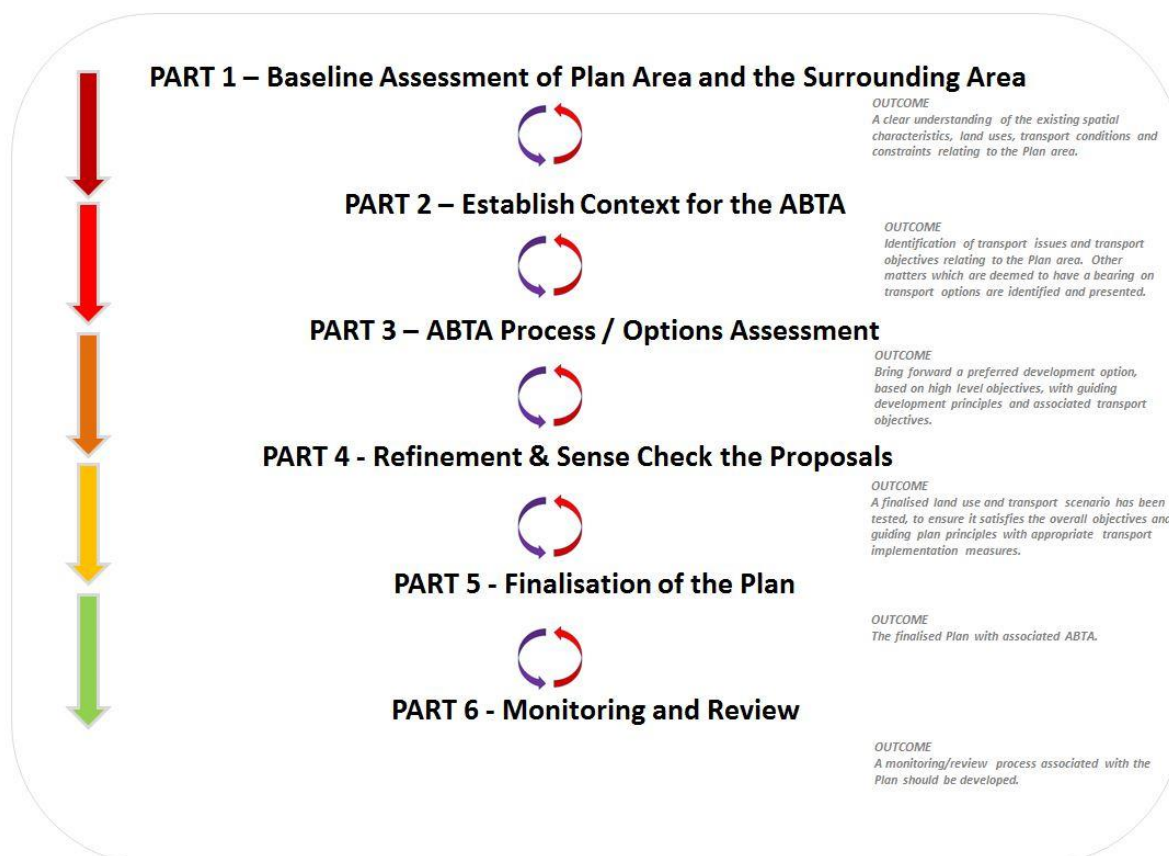 PART 1 – Baseline Assessment of Plan Area and the Surrounding Area
OUTCOME
A clear understanding of the existing spatial
characteristics, land uses, transport conditions and
constraints relating to the Plan area.
PART 2 – Establish Context for the ABTA
OUTCOME
Identification of transport issues and transport
objectives relating to the Plan area. Other
matters which are deemed to have a bearing on
transport options are identified and presented.
PART 3 – ABTA Process / Options Assessment
OUTCOME
Bring forward a preferred development option,
based on high level objectives, with guiding
development principles and associated transport
objectives.
PART 4 - Refinement & Sense Check the Proposals
OUTCOME
A finalised land use and transport scenario has been
tested, to ensure it satisfies the overall objectives and
guiding plan principles with appropriate transport
implementation measures.
PART 5 - Finalisation of the Plan
OUTCOME
The finalised Plan with associated ABTA.
PART 6 - Monitoring and Review
OUTCOME
A monitoring/review process associated with the
Plan should be developed.